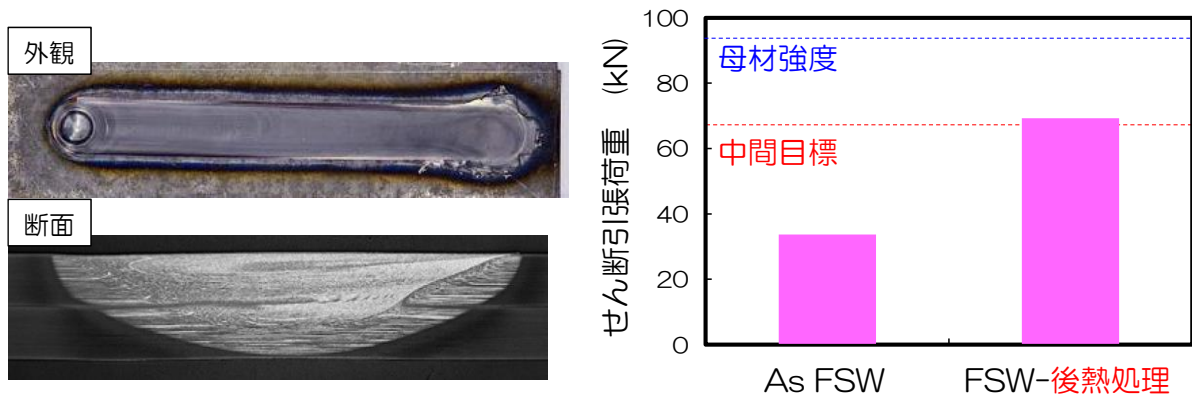 外観
断面
せん断引張荷重 (kN)
100
80
60
40
20
0
母材強度
中間目標
As FSW
FSW-後熱処理